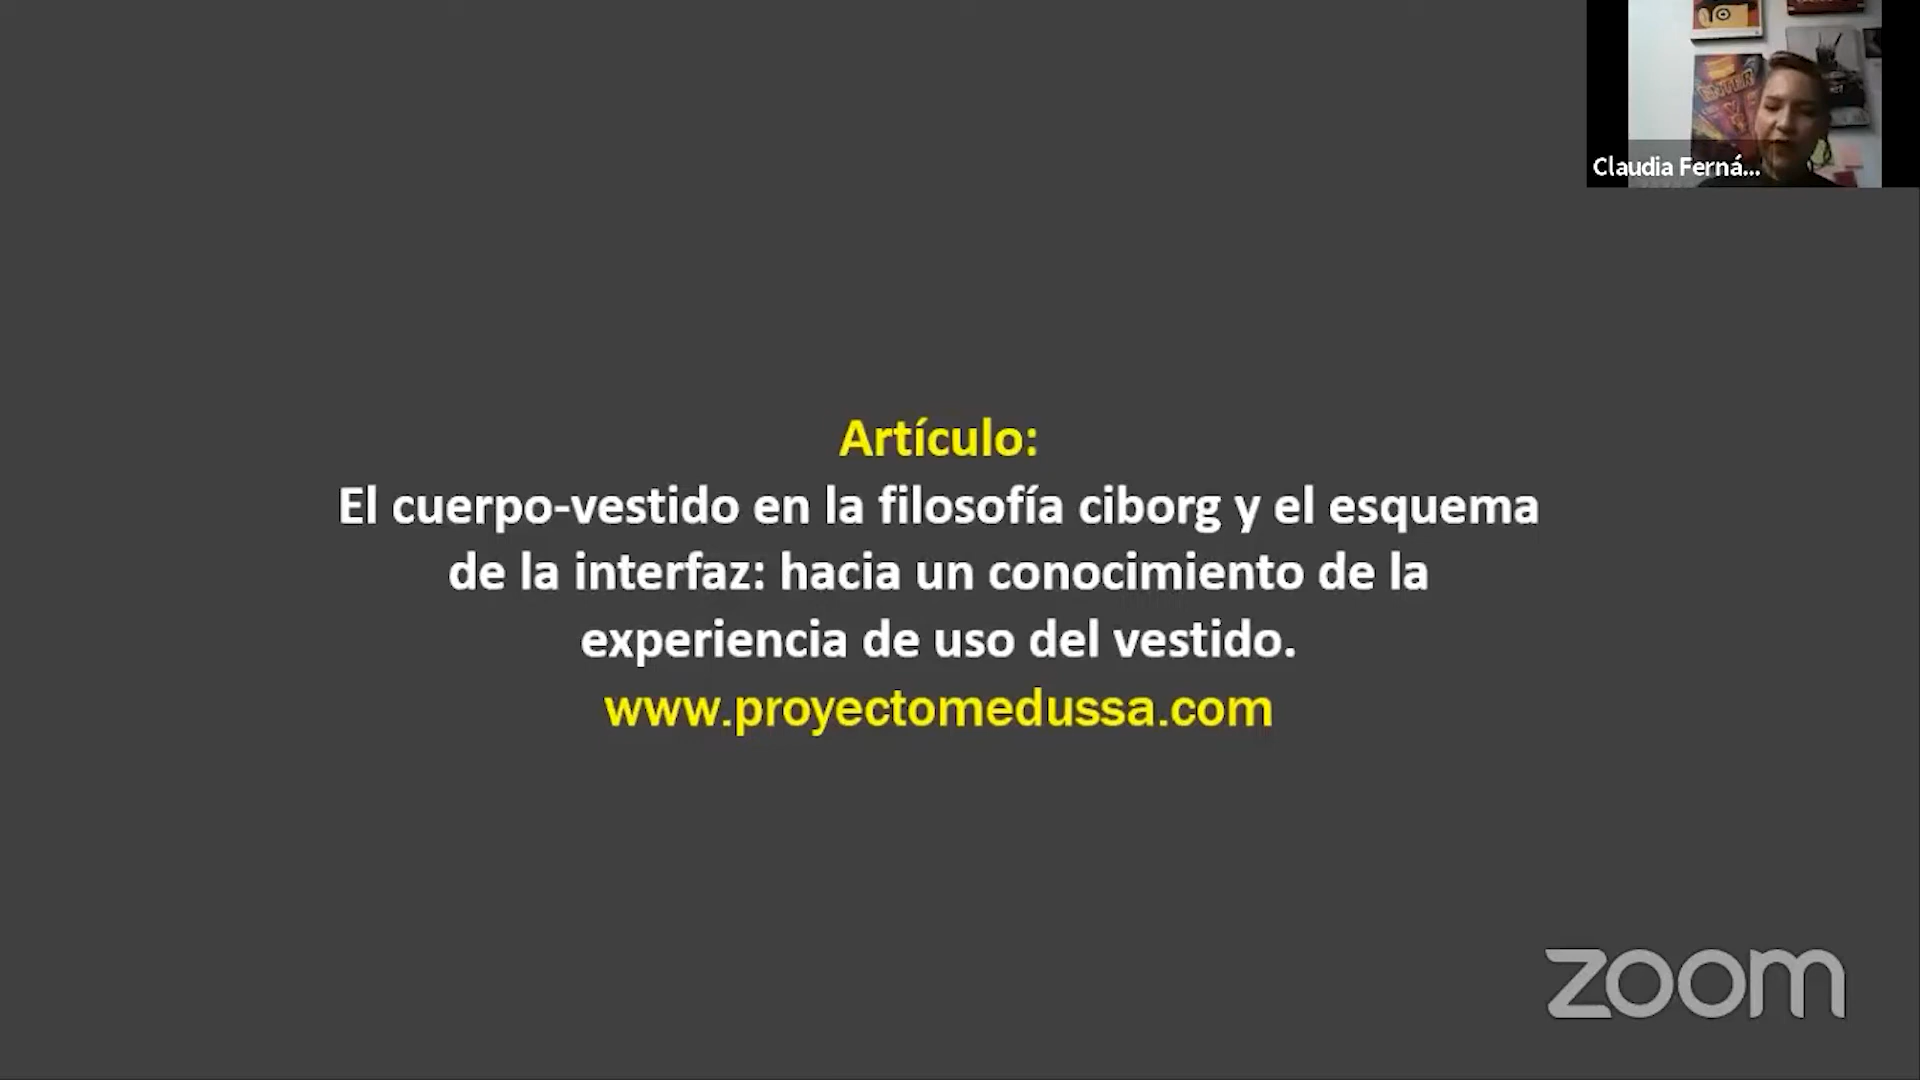 Claudia Ferná...
Artículo:
El cuerpo-vestido en la filosofía ciborg y el esquema
de la interfaz: hacia un conocimiento de la
experiencia de uso del vestido.
www.proyectomedussa.com
zoom